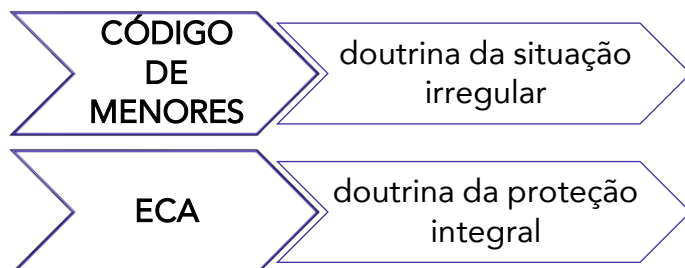 CÓDIGO
DE
MENORES
doutrina da situação
irregular
ECA
doutrina da proteção
integral